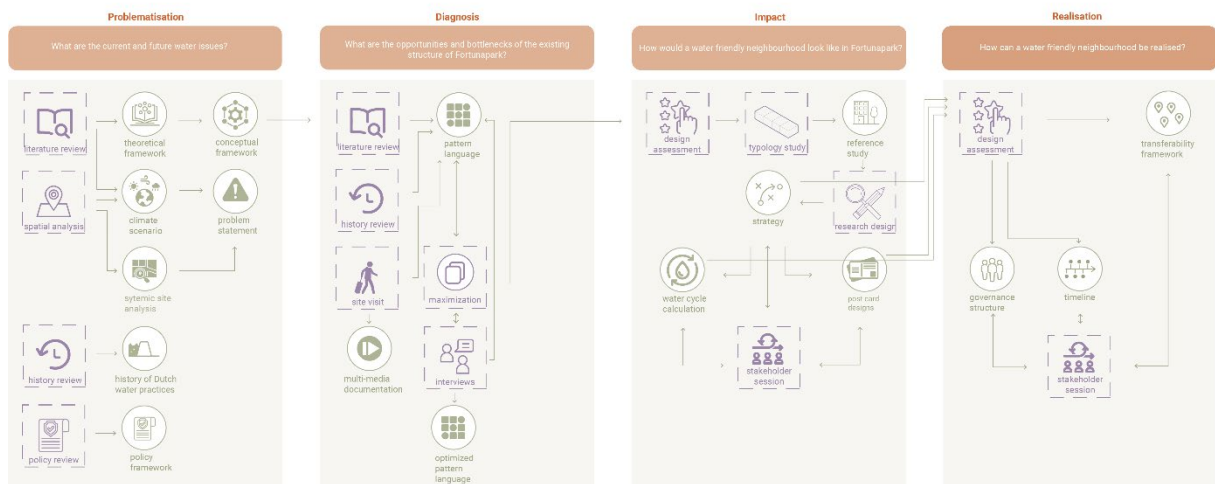 Problematisation
What are the current and future water issues?
literature review
theoretical
framework
conceptual
framework
spatial analysis
climate
scenario
problem
statement
sytemic site
analysis
history review
history of Dutch
water practices
policy review
policy
framework
Diagnosis
What are the opportunities and bottlenecks of the existing
structure of Fortunapark?
literature review
pattern
language
history review
site visit
maximization
multi-media
documentation
interviews
optimized
pattern
language
Impact
How would a water friendly neighbourhood look like in Fortunapark?
design
assessment
typology study
reference
study
strategy
research design
water cycle
calculation
post card
designs
stakeholder
session
Realisation
How can a water friendly neighbourhood be realised?
design
assessment
transferability
framework
governance
structure
timeline
stakeholder
session